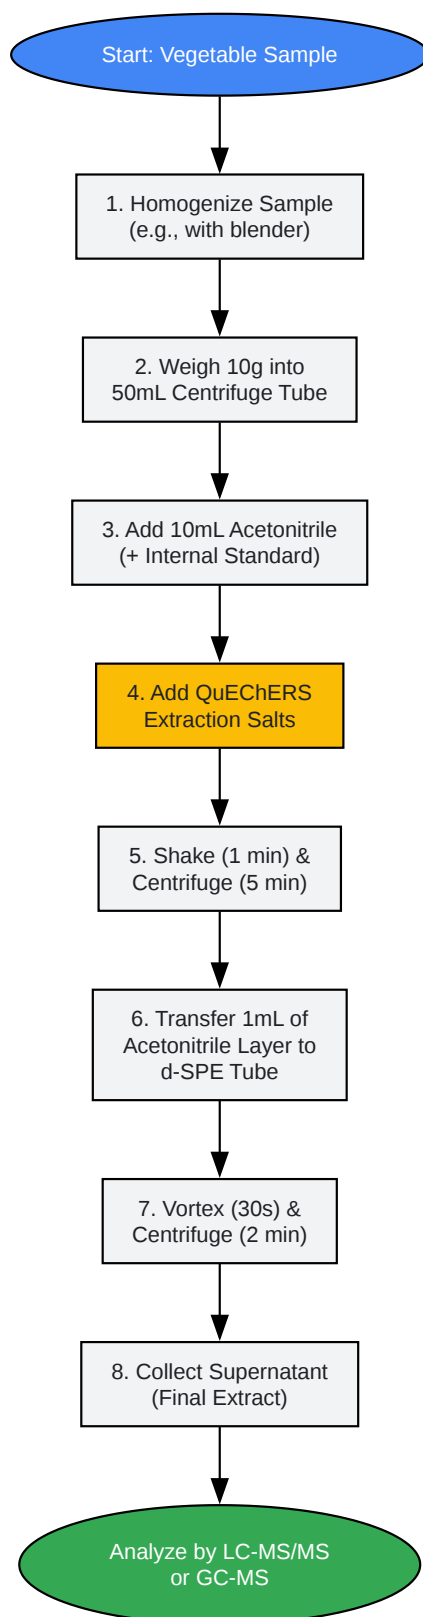 Start: Vegetable Sample
1. Homogenize Sample
(e.g., with blender)
2. Weigh 10g into
50mL Centrifuge Tube
3. Add 10mL Acetonitrile
(+ Internal Standard)
4. Add QuEChERS
Extraction Salts
5. Shake (1 min) &
Centrifuge (5 min)
6. Transfer 1mL of
Acetonitrile Layer to
d-SPE Tube
7. Vortex (30s) &
Centrifuge (2 min)
8. Collect Supernatant
(Final Extract)
Analyze by LC-MS/MS
or GC-MS